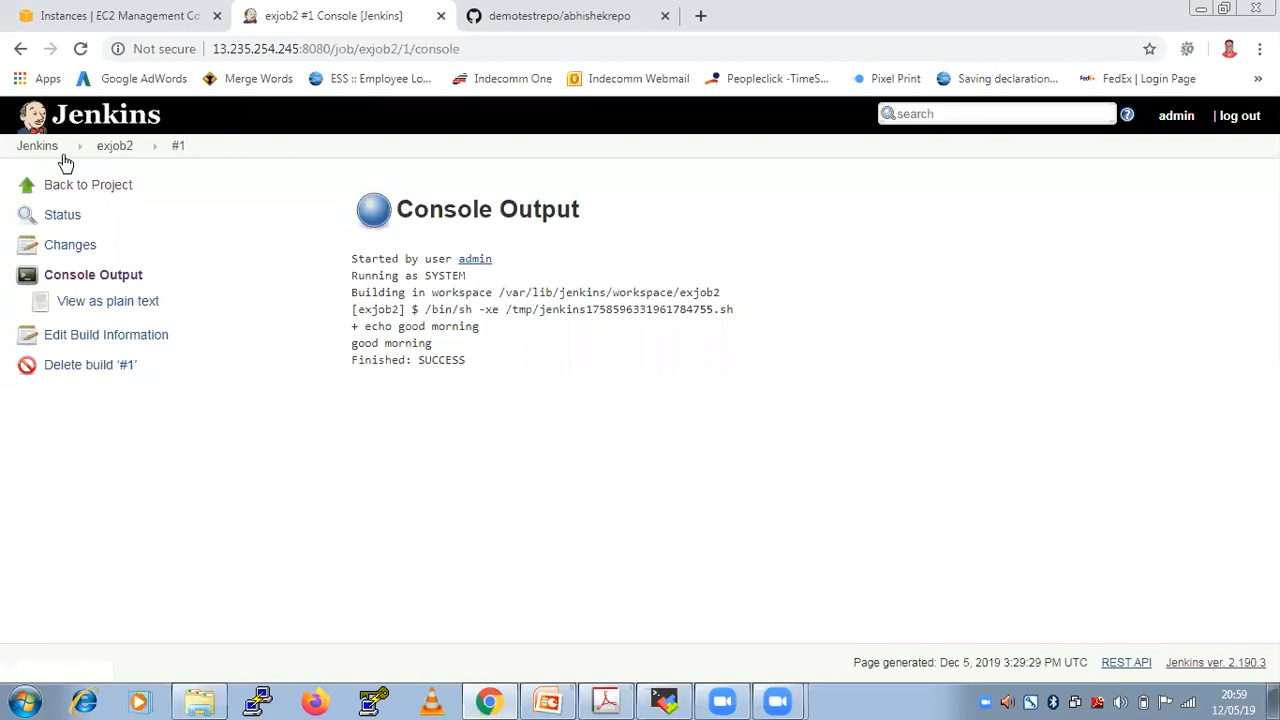 Instances | EC2 Management Co
exjob2 #1 Console [Jenkins]
demotestrepo/abhishekrepo
Not secure | 13.235.254.245:8080/job/exjob2/1/console
Apps Google AdWords Merge Words ESS :: Employee Lo... Indecomm One Indecomm Webmail Peopleclick -TimeS... Pixel Print Saving declaration... FedEx | Login Page »
Jenkins
search
admin | log out
Jenkins exjob2 #1
Back to Project
Status
Changes
Console Output
View as plain text
Edit Build Information
Delete build ‘#1’
Console Output
Started by user admin
Running as SYSTEM
Building in workspace /var/lib/jenkins/workspace/exjob2
[exjob2] $ /bin/sh -xe /tmp/jenkins1758596331961784755.sh
+ echo good morning
good morning
Finished: SUCCESS
Page generated: Dec 5, 2019 3:29:29 PM UTC REST API Jenkins ver. 2.190.3
20:59
12/05/19